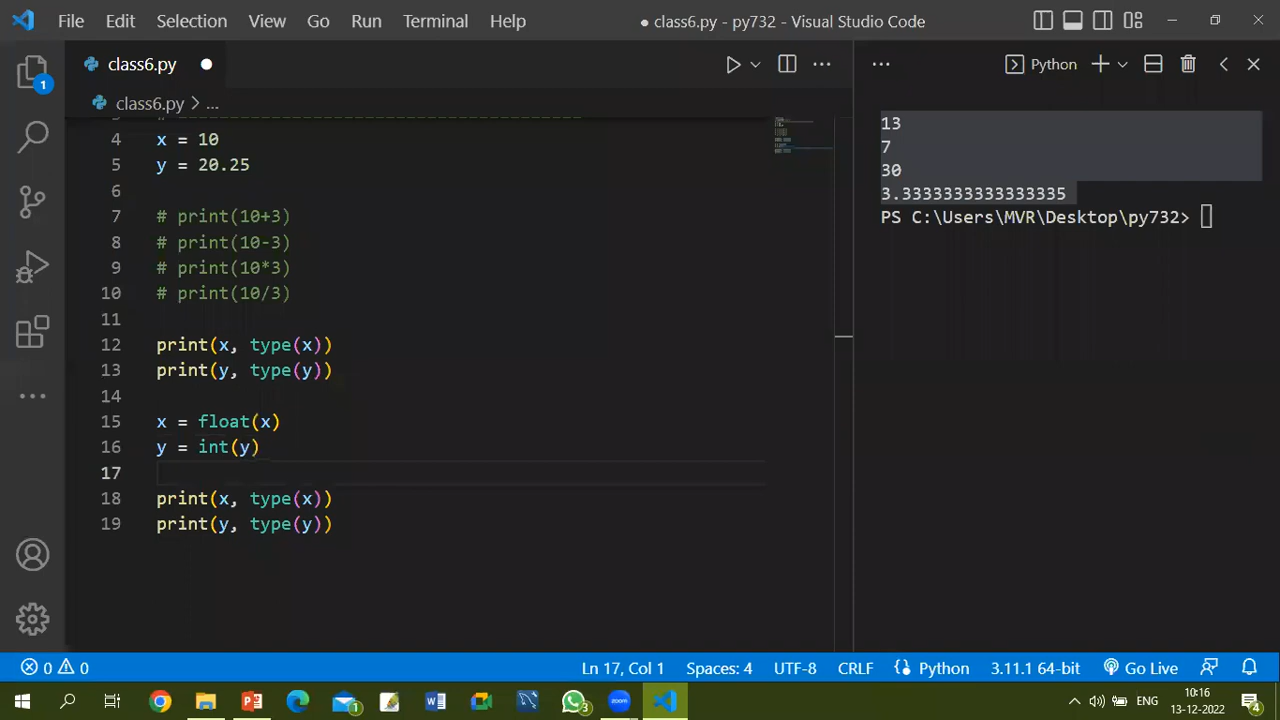 File Edit Selection View Go Run Terminal Help
● class6.py - py732 - Visual Studio Code
class6.py ●
Python
1
class6.py > ...
4 x = 10
5 y = 20.25
6
7 # print(10+3)
8 # print(10-3)
9 # print(10*3)
10 # print(10/3)
11
12 print(x, type(x))
13 print(y, type(y))
14
15 x = float(x)
16 y = int(y)
17
18 print(x, type(x))
19 print(y, type(y))
13
7
30
3.3333333333333335
PS C:\Users\MVR\Desktop\py732>
0 0 Ln 17, Col 1 Spaces: 4 UTF-8 CRLF Python 3.11.1 64-bit Go Live
1 3 zoom ENG 10:16
13-12-2022 4